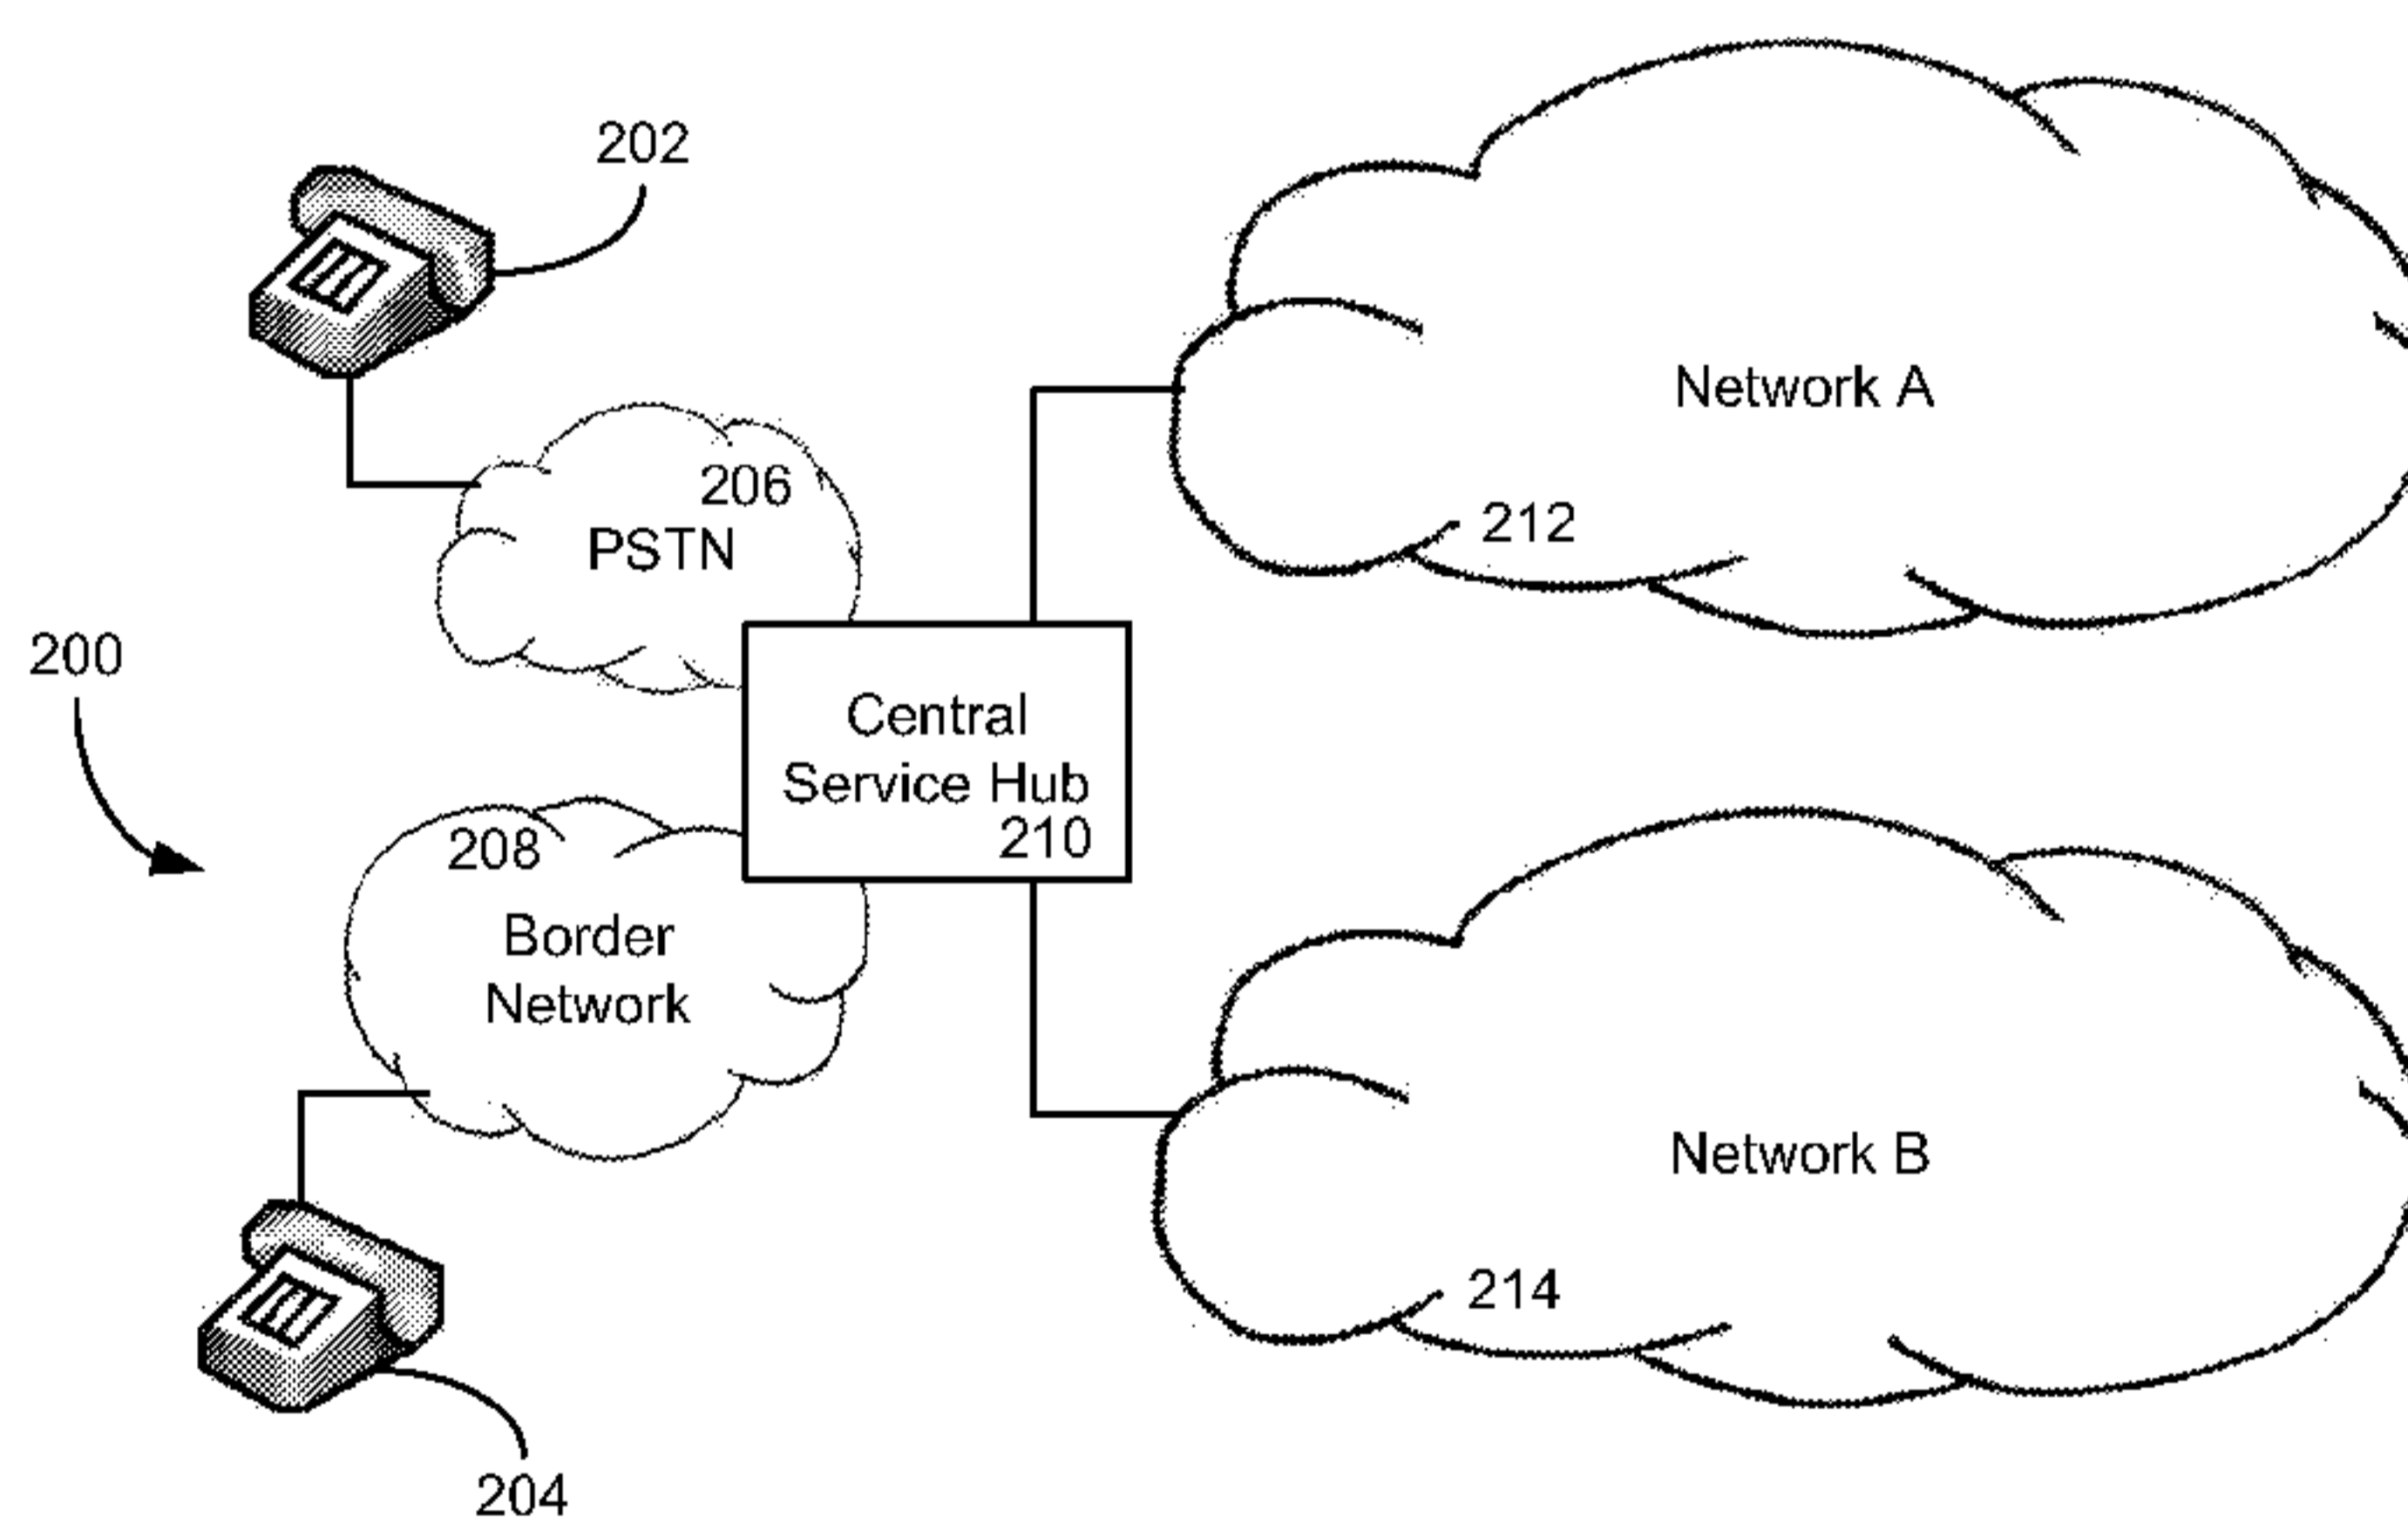 202
206
PSTN
Network A
212
200
Central
Service Hub
210
208
Border
Network
Network B
214
204